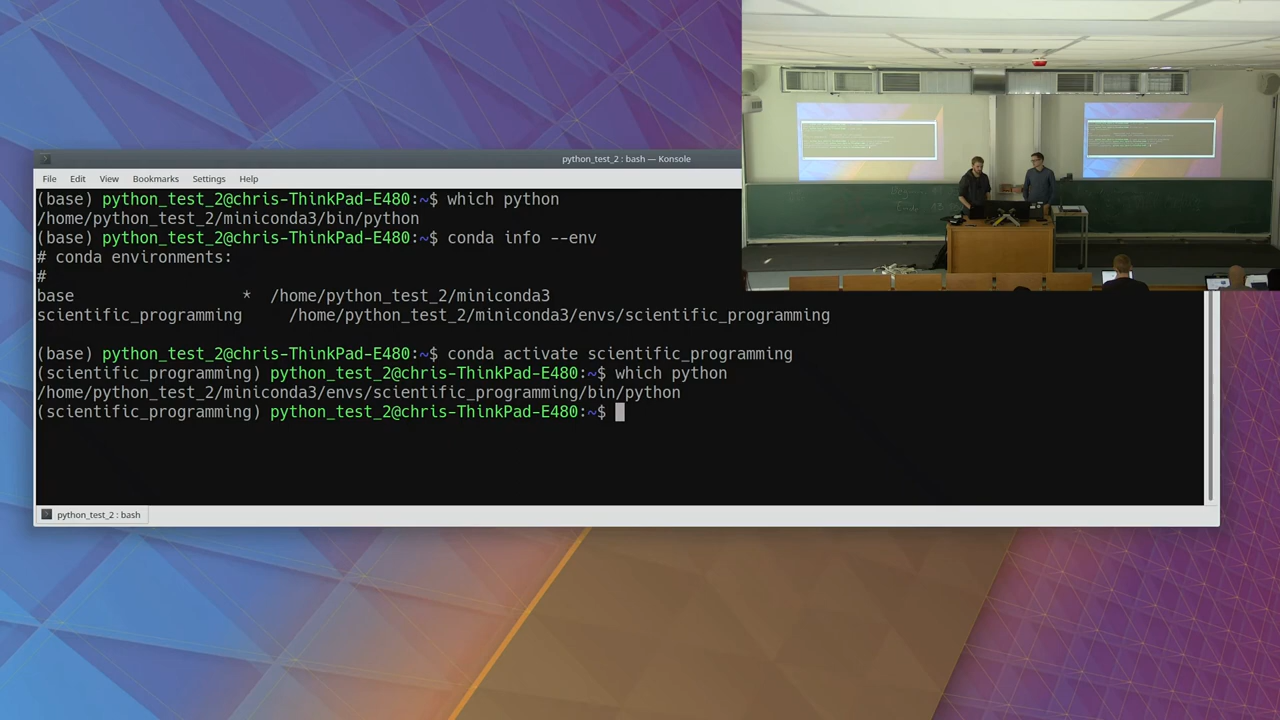 python_test_2 : bash — Konsole
File Edit View Bookmarks Settings Help
(base) python_test_2@chris-ThinkPad-E480:~$ which python
/home/python_test_2/miniconda3/bin/python
(base) python_test_2@chris-ThinkPad-E480:~$ conda info --env
# conda environments:
#
base * /home/python_test_2/miniconda3
scientific_programming /home/python_test_2/miniconda3/envs/scientific_programming
(base) python_test_2@chris-ThinkPad-E480:~$ conda activate scientific_programming
(scientific_programming) python_test_2@chris-ThinkPad-E480:~$ which python
/home/python_test_2/miniconda3/envs/scientific_programming/bin/python
(scientific_programming) python_test_2@chris-ThinkPad-E480:~$
python_test_2 : bash